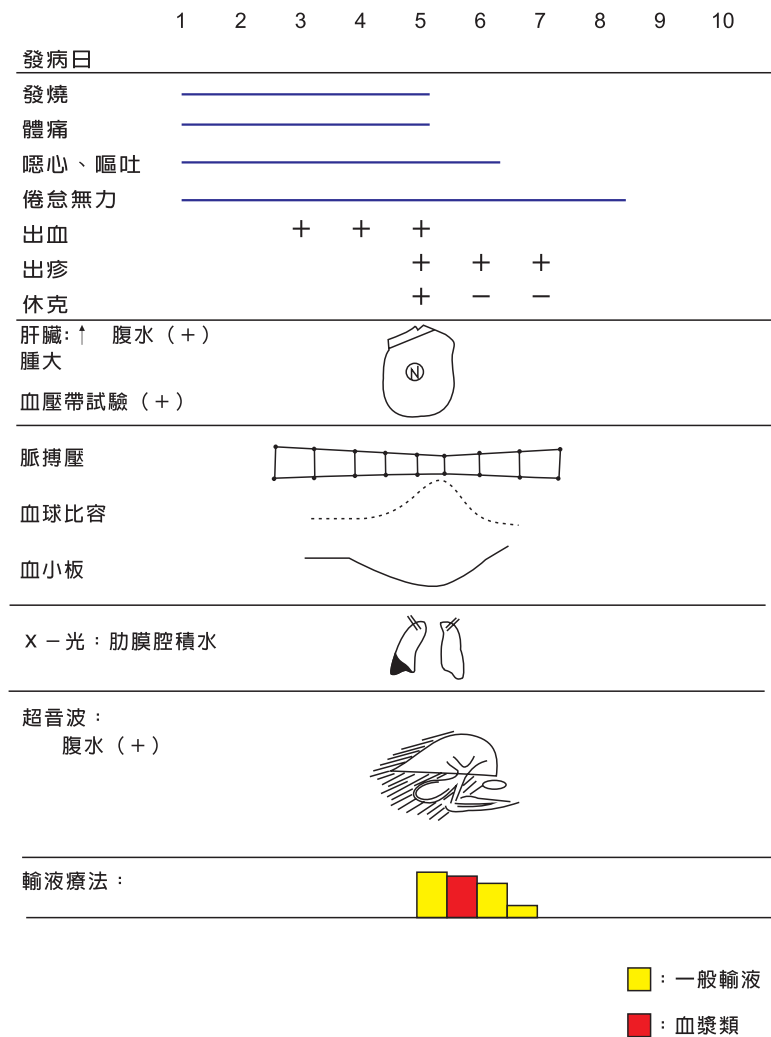 1 2 3 4 5 6 7 8 9 10
發病日
發燒
體痛
噁心、嘔吐
倦怠無力
出血 + + +
出疹 + + +
休克 + − −
肝臟:↑ 腹水（+）
腫大
N
血壓帶試驗（+）
脈搏壓
血球比容
血小板
X－光：肋膜腔積水
超音波：
腹水（+）
輸液療法：
：一般輸液
：血漿類